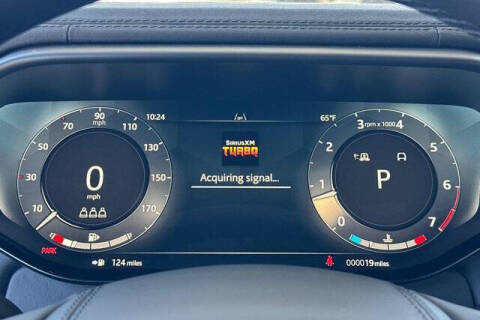 90
mph
70
110
50
130
30
150
10
170
0
mph
PARK
124 miles
10:24
SiriusXM
TURBO
Acquiring signal...
65°F
3 rpm x 1000 4
2
5
1
6
0
7
P
000019 miles